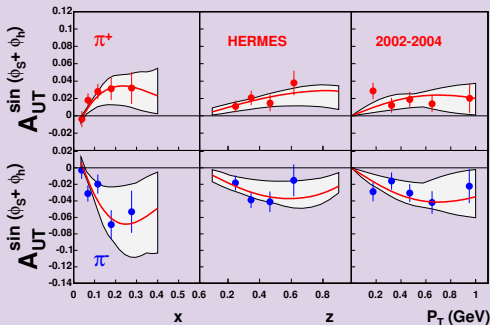 0.12
0.1
0.08
0.06
0.04
0.02
0
-0.02
π+
HERMES
2002-2004
A_UT^sin (ϕS+ ϕh)
0.02
0
-0.02
-0.04
-0.06
-0.08
-0.1
-0.12
-0.14
π-
A_UT^sin (ϕS+ ϕh)
0 0.1 0.2 0.3 0.4 0.5 0.6 0.2 0.4 0.6 0.8 0.2 0.4 0.6 0.8 1
x z P_T (GeV)